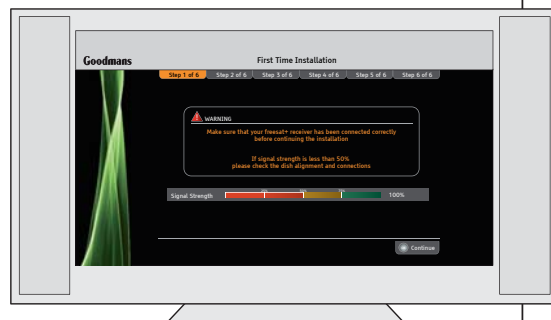 Goodmans
First Time Installation
Step 1 of 6 Step 2 of 6 Step 3 of 6 Step 4 of 6 Step 5 of 6 Step 6 of 6
WARNING
Make sure that your freesat+ receiver has been connected correctly
before continuing the installation
If signal strength is less than 50%
please check the dish alignment and connections
Signal Strength 100%
Continue